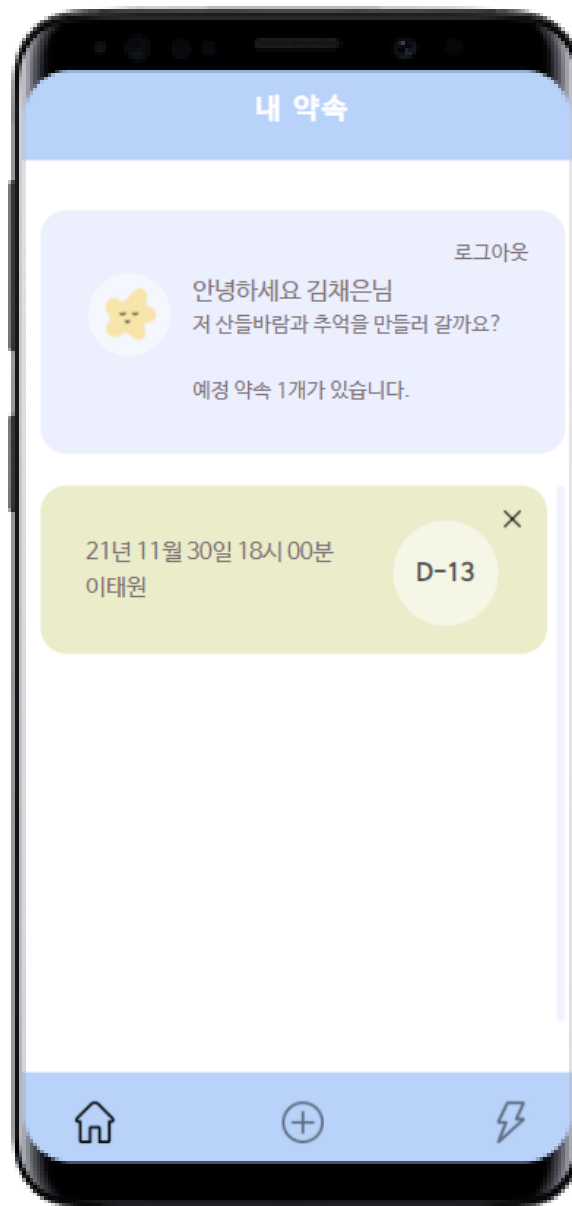 내 약속
로그아웃
안녕하세요 김채은님
저 산들바람과 추억을 만들러 갈까요?
예정 약속 1개가 있습니다.
21년 11월 30일 18시 00분
이태원
D-13